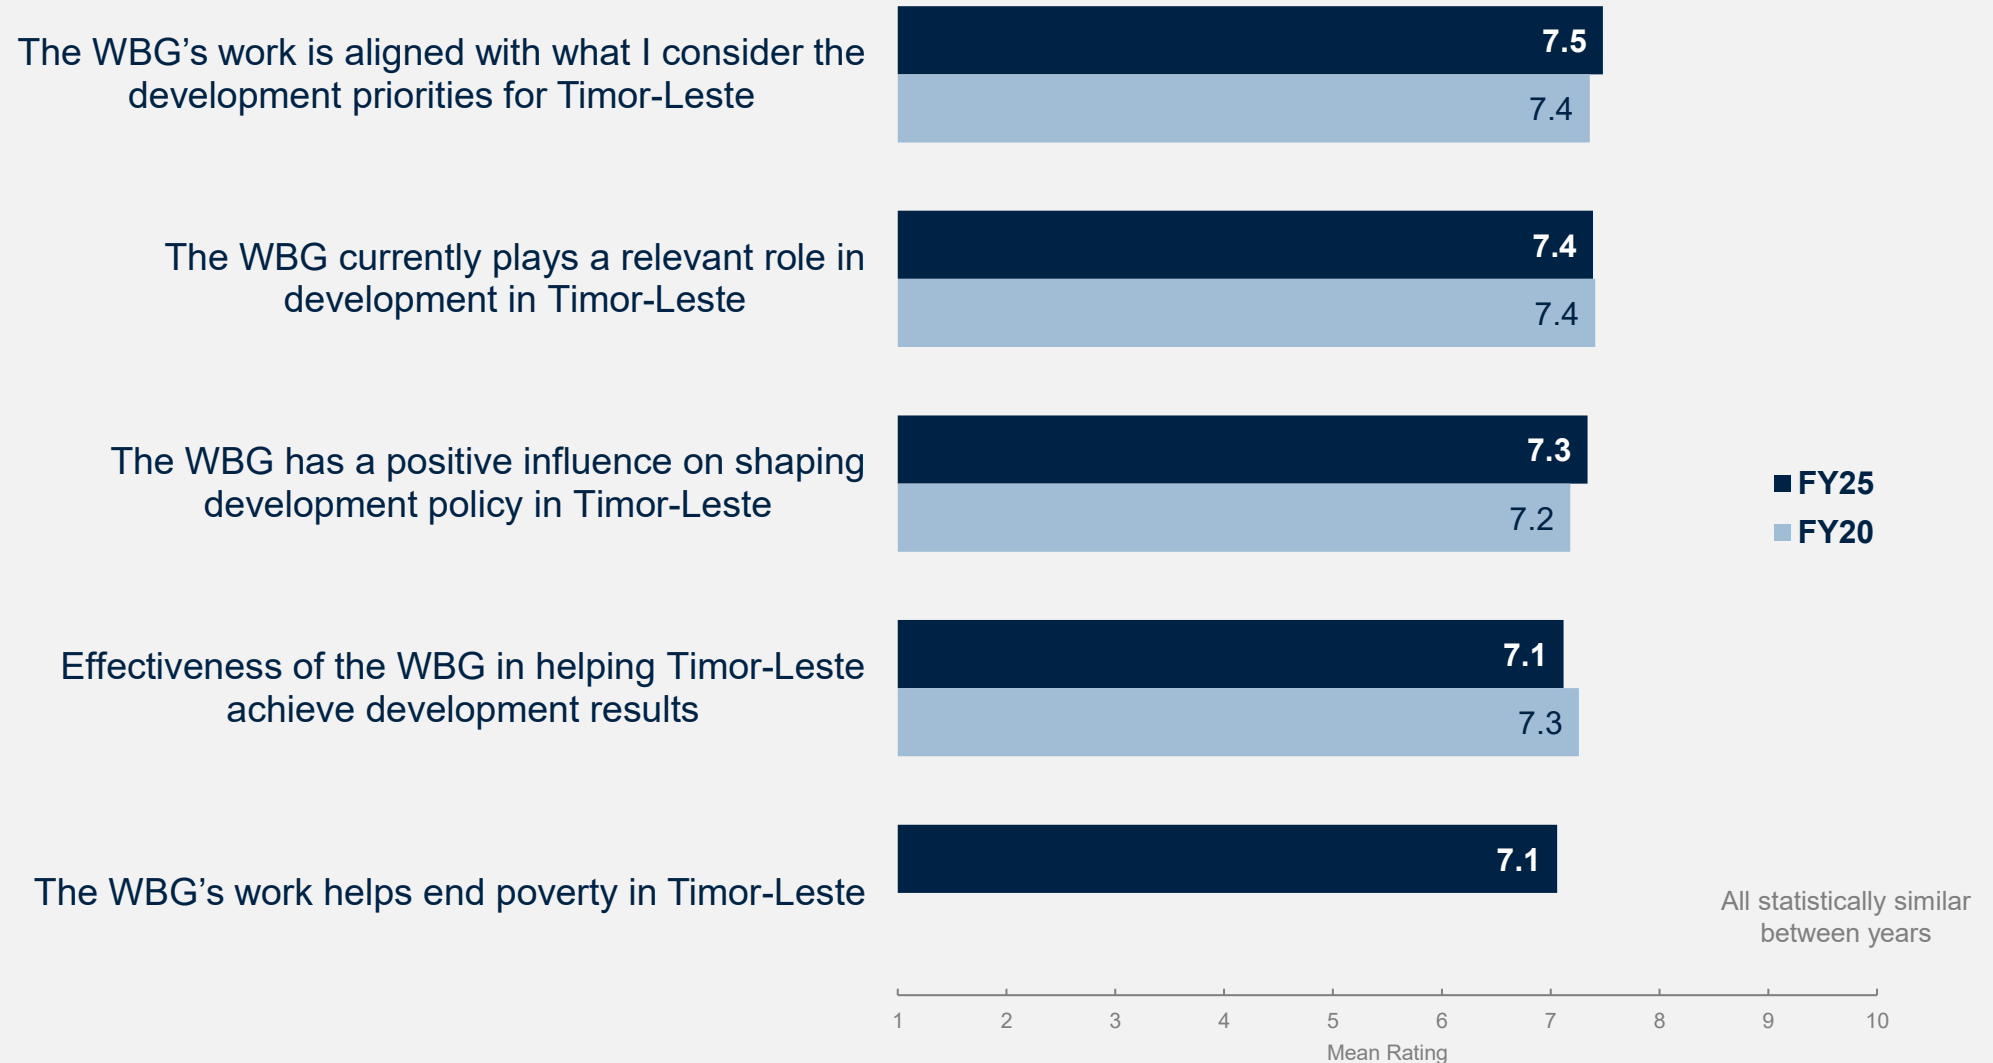 The WBG’s work is aligned with what I consider the
development priorities for Timor-Leste
7.5
7.4
The WBG currently plays a relevant role in
development in Timor-Leste
7.4
7.4
The WBG has a positive influence on shaping
development policy in Timor-Leste
7.3
7.2
FY25
FY20
Effectiveness of the WBG in helping Timor-Leste
achieve development results
7.1
7.3
The WBG’s work helps end poverty in Timor-Leste
7.1
All statistically similar
between years
1 2 3 4 5 6 7 8 9 10
Mean Rating